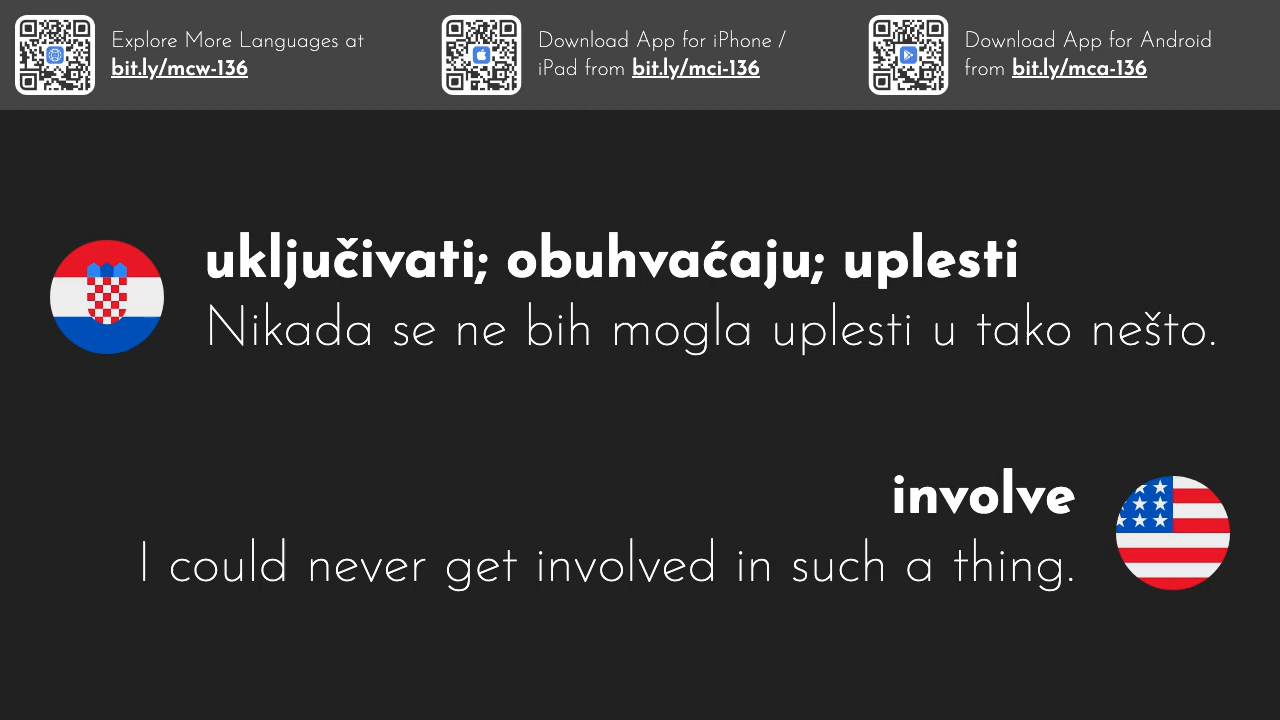 Explore More Languages at
bit.ly/mcw-136
Download App for iPhone /
iPad from bit.ly/mci-136
Download App for Android
from bit.ly/mca-136
uključivati; obuhvaćaju; uplesti
Nikada se ne bih mogla uplesti u tako nešto.
involve
I could never get involved in such a thing.